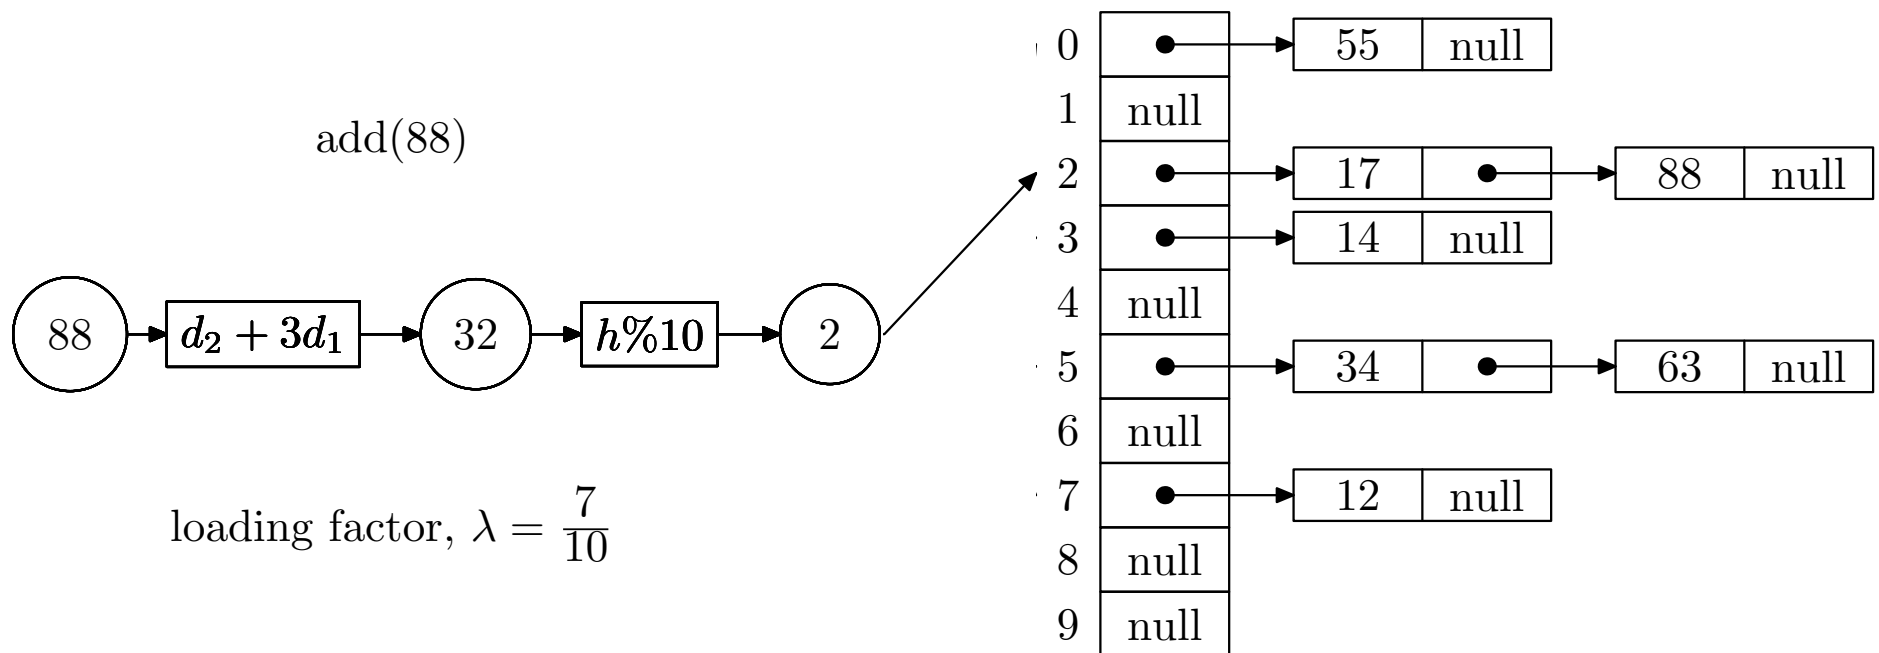 add(88)
88 d₂ + 3d₁ 32 h%10 2
loading factor, λ = 7/10
0 55 null
1 null
2 17 88 null
3 14 null
4 null
5 34 63 null
6 null
7 12 null
8 null
9 null